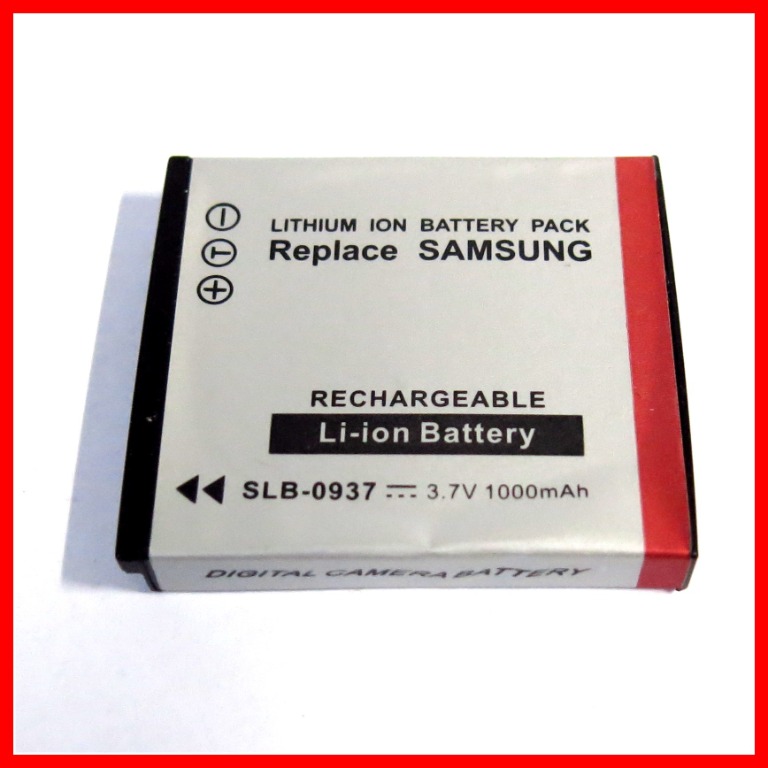 LITHIUM ION BATTERY PACK
Replace SAMSUNG
RECHARGEABLE
Li-ion Battery
SLB-0937 ⎓ 3.7V 1000mAh
DIGITAL CAMERA BATTERY
−
T
+